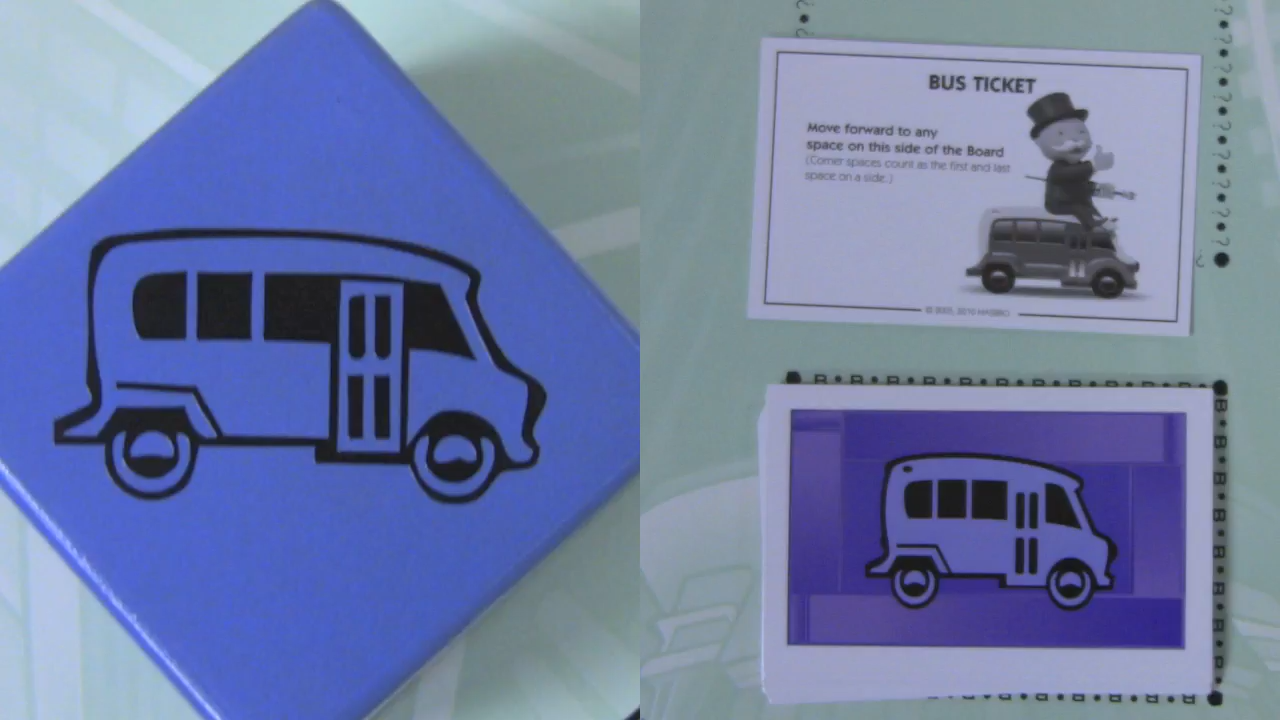 BUS TICKET
Move forward to any
space on this side of the Board
(Corner spaces count as the first and last
space on a side.)